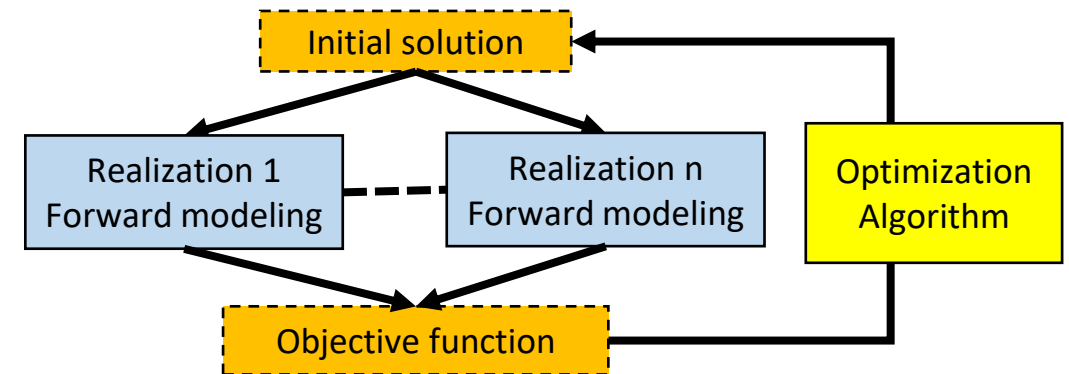 Initial solution
Realization 1
Forward modeling
Realization n
Forward modeling
Optimization
Algorithm
Objective function